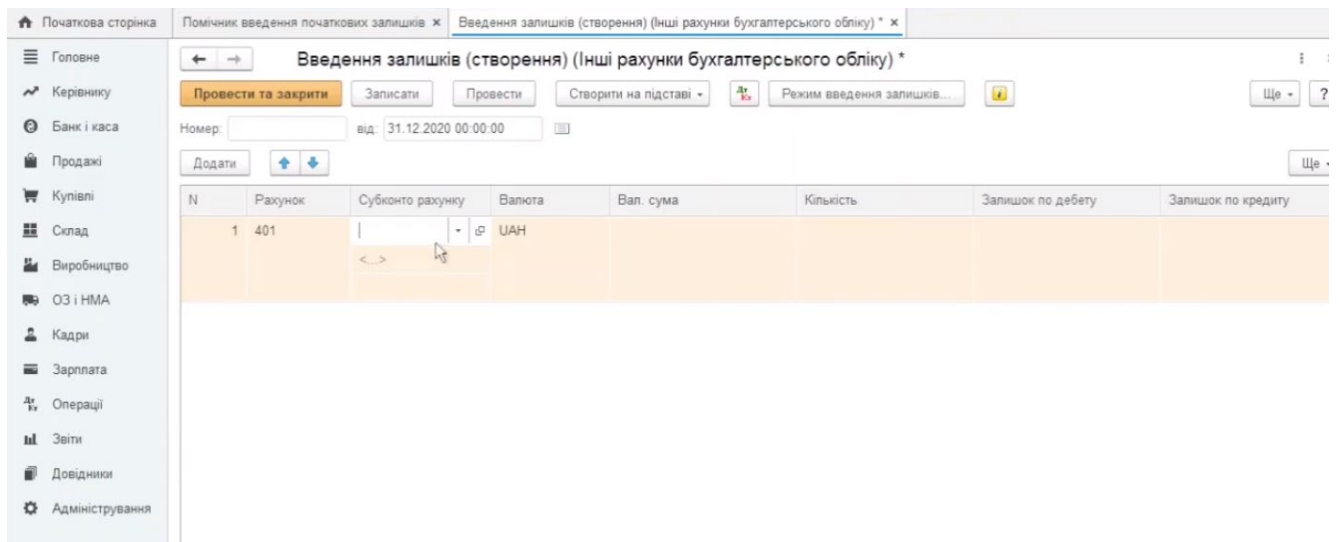 Початкова сторінка
Помічник введення початкових залишків ×
Введення залишків (створення) (Інші рахунки бухгалтерського обліку) * ×
Головне
Керівнику
Банк і каса
Продажі
Купівлі
Склад
Виробництво
ОЗ і НМА
Кадри
Зарплата
Операції
Звіти
Довідники
Адміністрування
Введення залишків (створення) (Інші рахунки бухгалтерського обліку) *
Провести та закрити Записати Провести Створити на підставі Дт Кт Режим введення залишків... Ще ?
Номер: від: 31.12.2020 00:00:00
Додати Ще
N Рахунок Субконто рахунку Валюта Вал. сума Кількість Залишок по дебету Залишок по кредиту
1 401 UAH
<...>